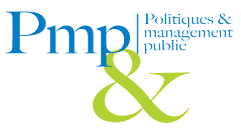 Pmp
Politiques &
management
public
&